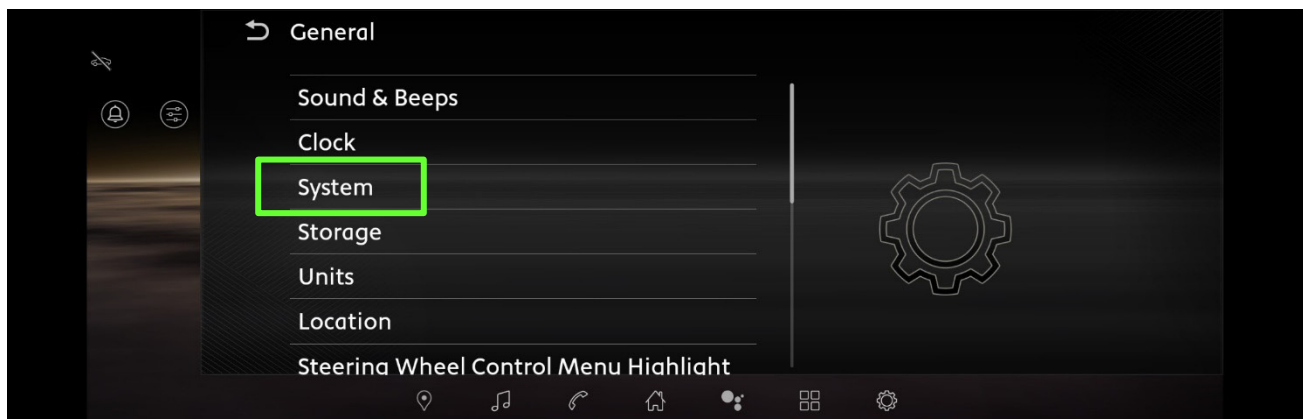 General
Sound & Beeps
Clock
System
Storage
Units
Location
Steering Wheel Control Menu Highlight